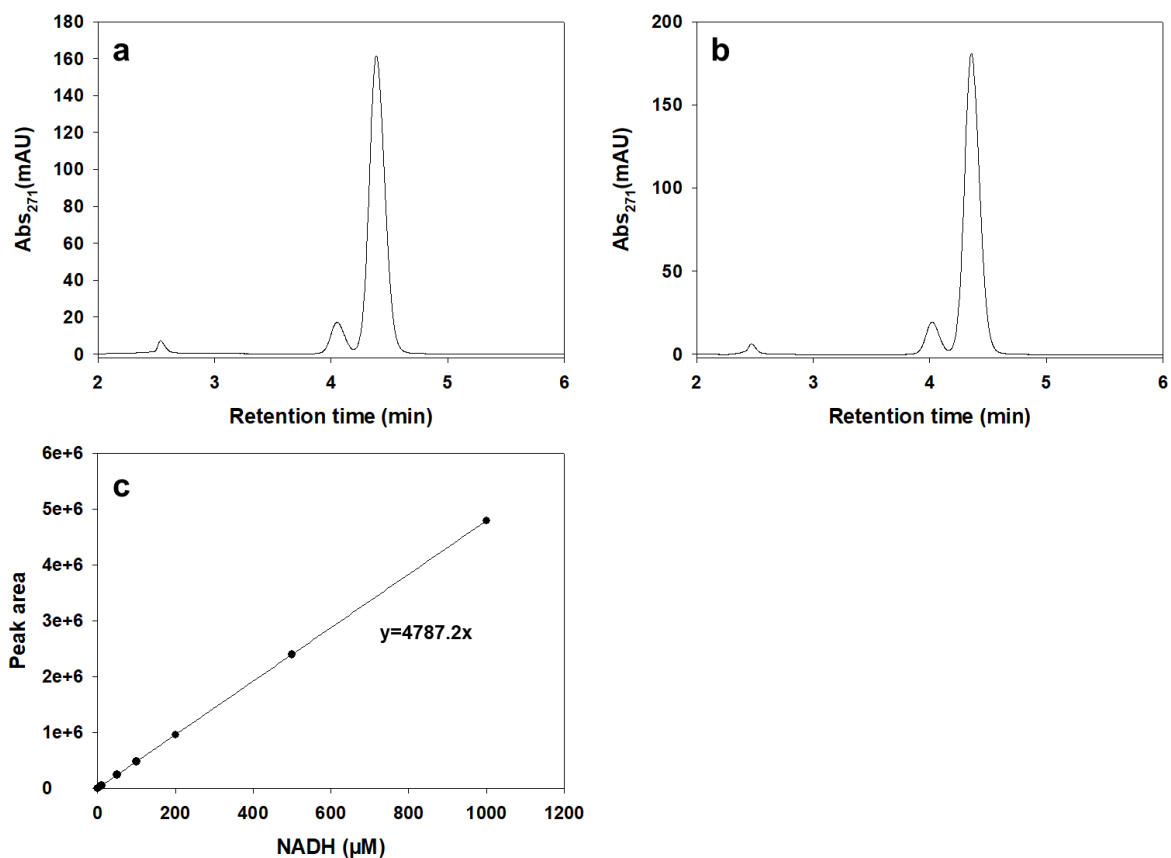 a
180
160
140
120
100
80
60
40
20
0
Abs271(mAU)
2 3 4 5 6
Retention time (min)
b
200
150
100
50
0
Abs271(mAU)
2 3 4 5 6
Retention time (min)
c
6e+6
5e+6
4e+6
3e+6
2e+6
1e+6
0
Peak area
y=4787.2x
0 200 400 600 800 1000 1200
NADH (µM)